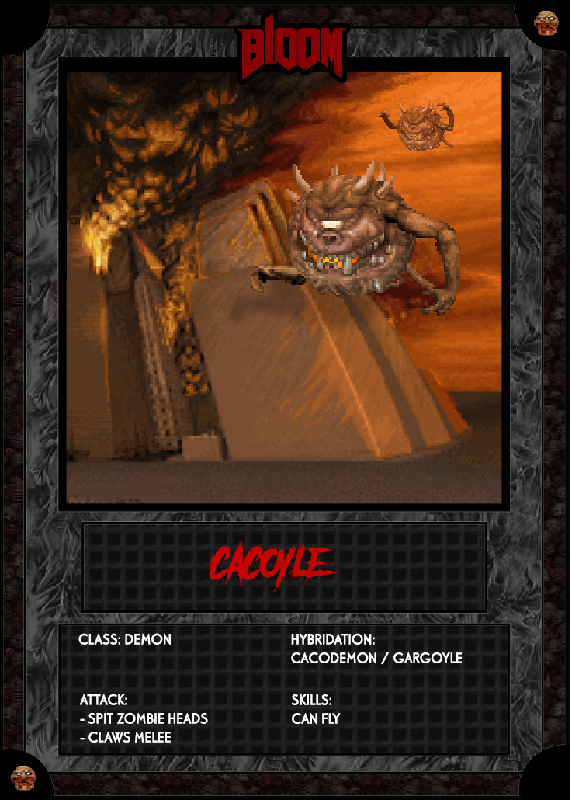 BLOOM
CACOYLE
CLASS: DEMON
HYBRIDATION:
CACODEMON / GARGOYLE
ATTACK:
- SPIT ZOMBIE HEADS
- CLAWS MELEE
SKILLS:
CAN FLY